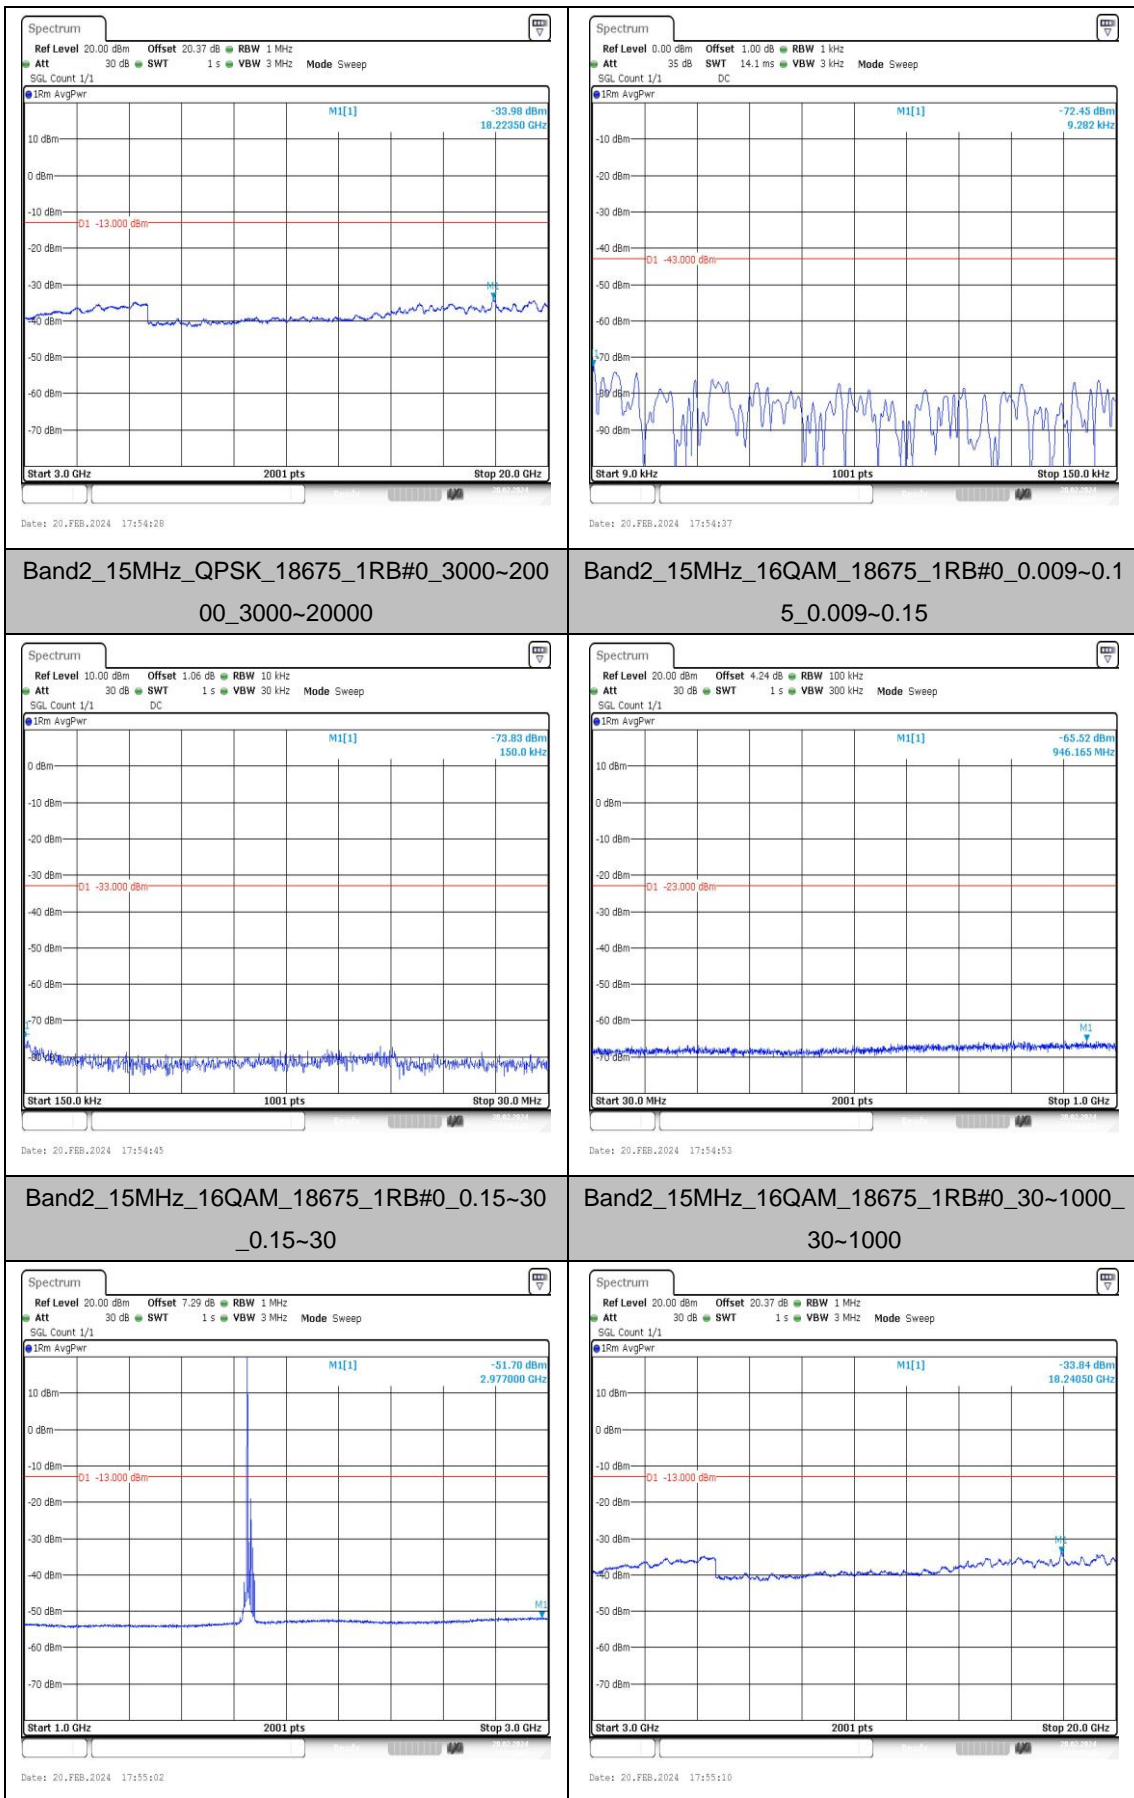 Spectrum
Ref Level 20.00 dBm Offset 20.37 dB RBW 1 MHz
Att 30 dB SWT 1 s VBW 3 MHz Mode Sweep
SGL Count 1/1
1Rm AvgPwr
M1[1] -33.98 dBm
18.22350 GHz
10 dBm
0 dBm
-10 dBm
D1 -13.000 dBm
-20 dBm
-30 dBm
M1
-40 dBm
-50 dBm
-60 dBm
-70 dBm
Start 3.0 GHz 2001 pts Stop 20.0 GHz
Date: 20.FEB.2024 17:54:28
Spectrum
Ref Level 0.00 dBm Offset 1.00 dB RBW 1 kHz
Att 35 dB SWT 14.1 ms VBW 3 kHz Mode Sweep
SGL Count 1/1 DC
1Rm AvgPwr
M1[1] -72.45 dBm
9.282 kHz
-10 dBm
-20 dBm
-30 dBm
-40 dBm
D1 -43.000 dBm
-50 dBm
-60 dBm
-70 dBm
-80 dBm
-90 dBm
Start 9.0 kHz 1001 pts Stop 150.0 kHz
Date: 20.FEB.2024 17:54:37
Band2_15MHz_QPSK_18675_1RB#0_3000~200
00_3000~20000
Band2_15MHz_16QAM_18675_1RB#0_0.009~0.1
5_0.009~0.15
Spectrum
Ref Level 10.00 dBm Offset 1.06 dB RBW 10 kHz
Att 30 dB SWT 1 s VBW 30 kHz Mode Sweep
SGL Count 1/1 DC
1Rm AvgPwr
M1[1] -73.83 dBm
150.0 kHz
0 dBm
-10 dBm
-20 dBm
-30 dBm
D1 -33.000 dBm
-40 dBm
-50 dBm
-60 dBm
-70 dBm
-80 dBm
Start 150.0 kHz 1001 pts Stop 30.0 MHz
Date: 20.FEB.2024 17:54:45
Spectrum
Ref Level 20.00 dBm Offset 4.24 dB RBW 100 kHz
Att 30 dB SWT 1 s VBW 300 kHz Mode Sweep
SGL Count 1/1
1Rm AvgPwr
M1[1] -65.52 dBm
946.165 MHz
10 dBm
0 dBm
-10 dBm
-20 dBm
D1 -23.000 dBm
-30 dBm
-40 dBm
-50 dBm
-60 dBm
M1
-70 dBm
Start 30.0 MHz 2001 pts Stop 1.0 GHz
Date: 20.FEB.2024 17:54:53
Band2_15MHz_16QAM_18675_1RB#0_0.15~30
_0.15~30
Band2_15MHz_16QAM_18675_1RB#0_30~1000_
30~1000
Spectrum
Ref Level 20.00 dBm Offset 7.29 dB RBW 1 MHz
Att 30 dB SWT 1 s VBW 3 MHz Mode Sweep
SGL Count 1/1
1Rm AvgPwr
M1[1] -51.70 dBm
2.977000 GHz
10 dBm
0 dBm
-10 dBm
D1 -13.000 dBm
-20 dBm
-30 dBm
-40 dBm
-50 dBm
M1
-60 dBm
-70 dBm
Start 1.0 GHz 2001 pts Stop 3.0 GHz
Date: 20.FEB.2024 17:55:02
Spectrum
Ref Level 20.00 dBm Offset 20.37 dB RBW 1 MHz
Att 30 dB SWT 1 s VBW 3 MHz Mode Sweep
SGL Count 1/1
1Rm AvgPwr
M1[1] -33.84 dBm
18.24050 GHz
10 dBm
0 dBm
-10 dBm
D1 -13.000 dBm
-20 dBm
-30 dBm
M1
-40 dBm
-50 dBm
-60 dBm
-70 dBm
Start 3.0 GHz 2001 pts Stop 20.0 GHz
Date: 20.FEB.2024 17:55:10